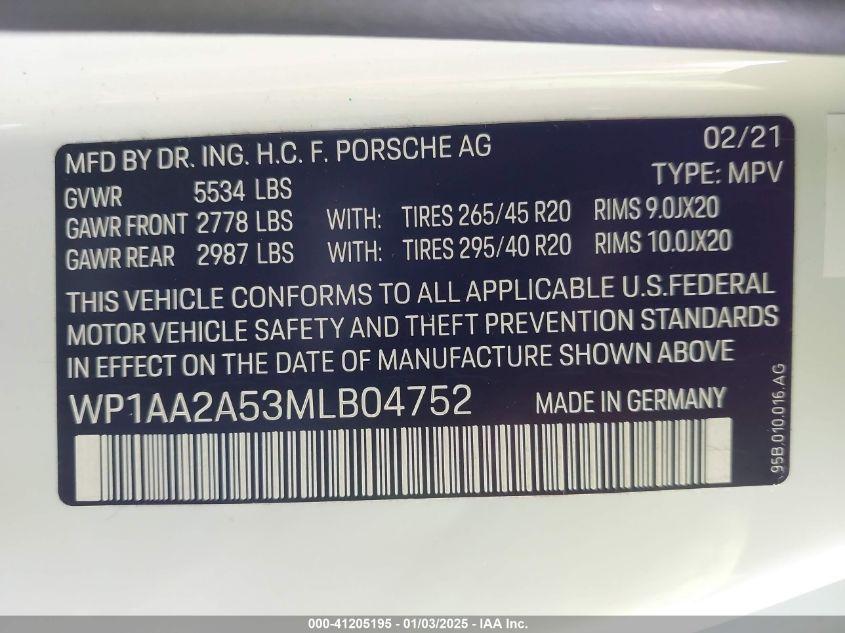 MFD BY DR. ING. H.C. F. PORSCHE AG 02/21
GVWR 5534 LBS TYPE: MPV
GAWR FRONT 2778 LBS WITH: TIRES 265/45 R20 RIMS 9.0JX20
GAWR REAR 2987 LBS WITH: TIRES 295/40 R20 RIMS 10.0JX20
THIS VEHICLE CONFORMS TO ALL APPLICABLE U.S.FEDERAL
MOTOR VEHICLE SAFETY AND THEFT PREVENTION STANDARDS
IN EFFECT ON THE DATE OF MANUFACTURE SHOWN ABOVE
WP1AA2A53MLB04752 MADE IN GERMANY
95B.010.016.AG
000-41205195 - 01/03/2025 - IAA Inc.